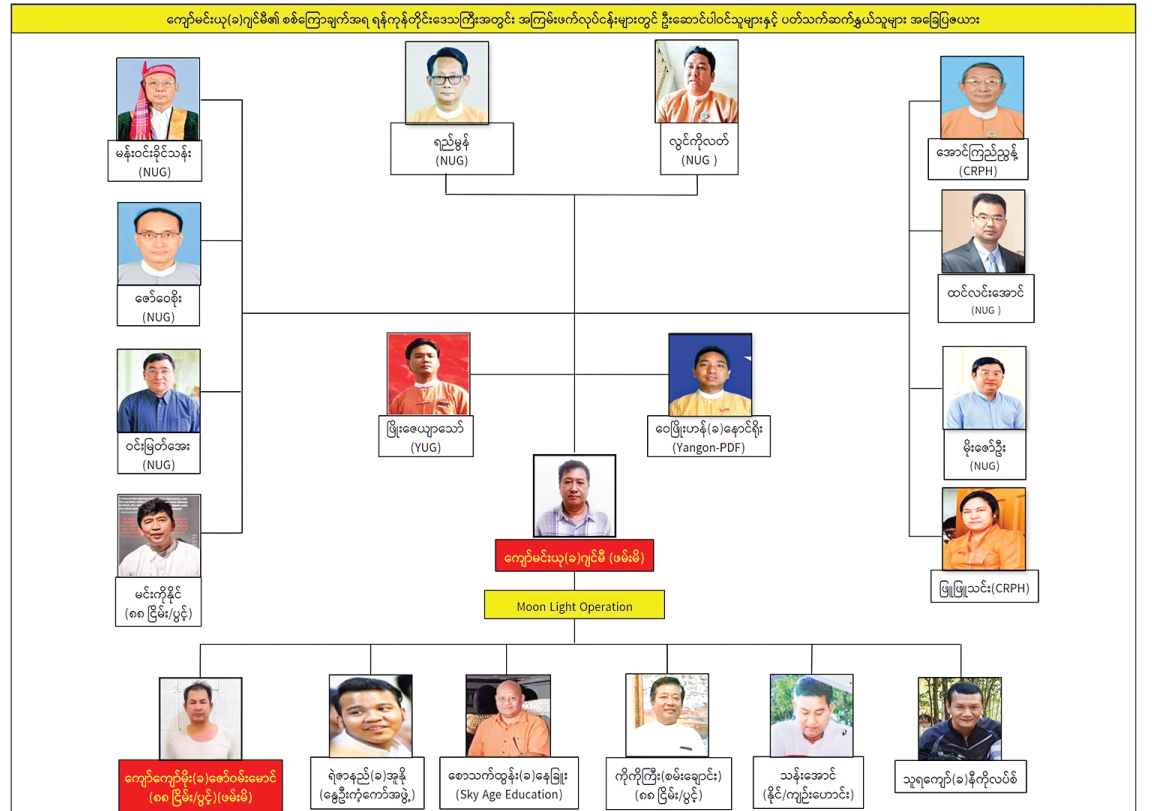 ကျော်မင်းယု(ခ)ဂျင်မီ၏ စစ်ကြောချက်အရ ရန်ကုန်တိုင်းဒေသကြီးအတွင်း အကြမ်းဖက်လုပ်ငန်းများတွင် ဦးဆောင်ပါဝင်သူများနှင့် ပတ်သက်ဆက်နွှယ်သူများ အခြေပြဇယား
မန်းဝင်းခိုင်သန်း
(NUG)
ရည်မွန်
(NUG)
လွင်ကိုလတ်
(NUG )
အောင်ကြည်ညွန့်
(CRPH)
ဇော်ဝေစိုး
(NUG)
ထင်လင်းအောင်
(NUG )
ဝင်းမြတ်အေး
(NUG)
ဖြိုးဇေယျာသော်
(YUG)
ဝေဖြိုးဟန်(ခ)နောင်ရိုး
(Yangon-PDF)
မိုးဇော်ဦး
(NUG)
မင်းကိုနိုင်
(၈၈ ငြိမ်း/ပွင့်)
ကျော်မင်းယု(ခ)ဂျင်မီ (ဖမ်းမိ)
ဖြူဖြူသင်း(CRPH)
Moon Light Operation
ကျော်ကျော်မိုး(ခ)ဇော်ဝမ်းမောင်
(၈၈ ငြိမ်း/ပွင့်)(ဖမ်းမိ)
ရဲဇာနည်(ခ)အူနို
(နွေဦးကံ့ကော်အဖွဲ့)
စောသက်ထွန်း(ခ)နေခြူး
(Sky Age Education)
ကိုကိုကြီး(စမ်းချောင်း)
(၈၈ ငြိမ်း/ပွင့်)
သန်းအောင်
(နိုင်/ကျဉ်းဟောင်း)
သူရကျော်(ခ)နီကိုလပ်စ်